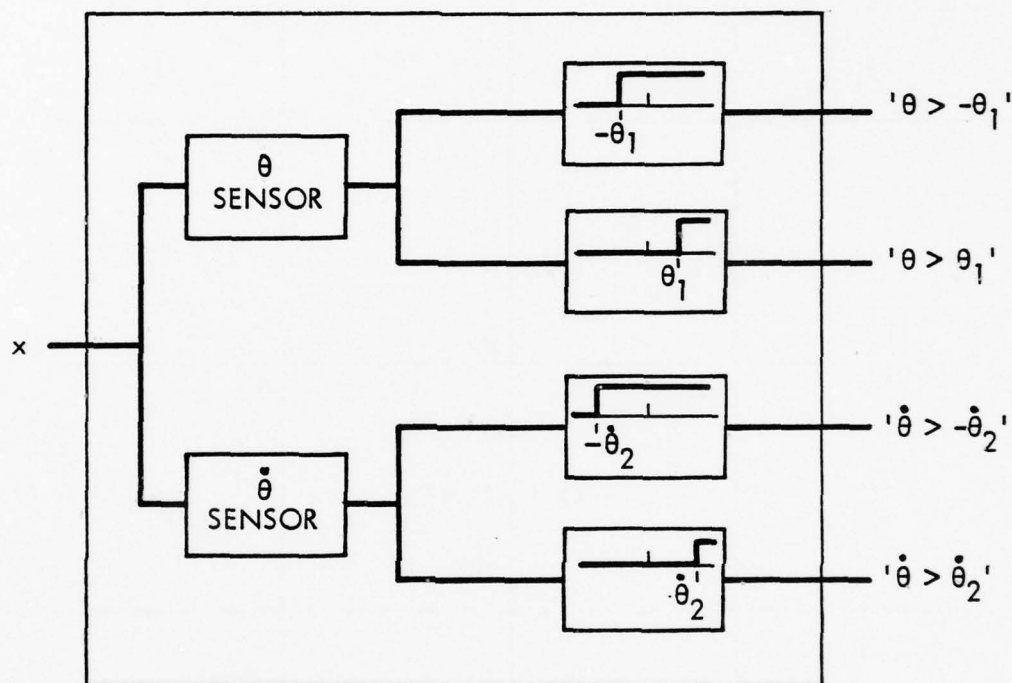 -θ₁
'θ > -θ₁'
θ
SENSOR
θ₁
'θ > θ₁'
x
-θ̇₂
'θ̇ > -θ̇₂'
θ̇
SENSOR
θ̇₂
'θ̇ > θ̇₂'